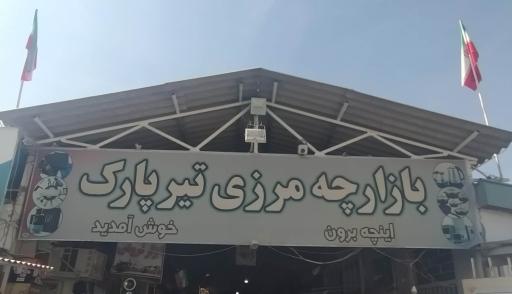 بازارچه مرزی تیرپارک
اینچه برون
خوش آمدید